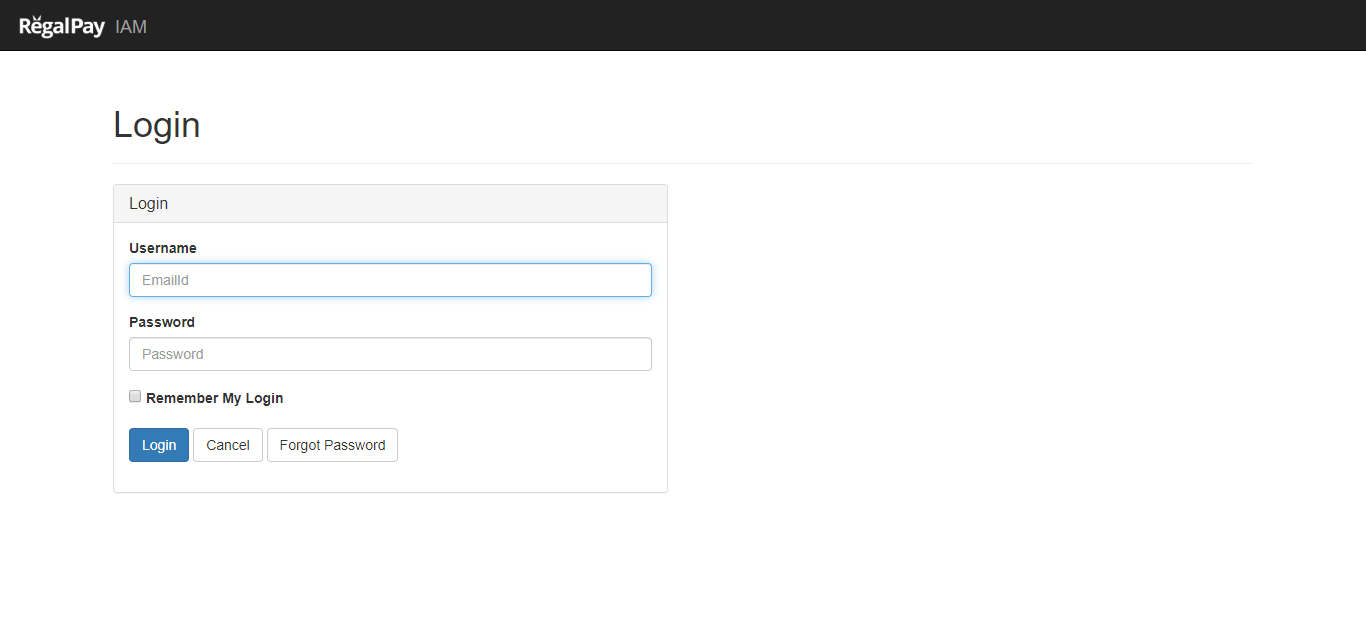 RegalPay IAM
Login
Login
Username
EmailId
Password
Password
Remember My Login
Login Cancel Forgot Password